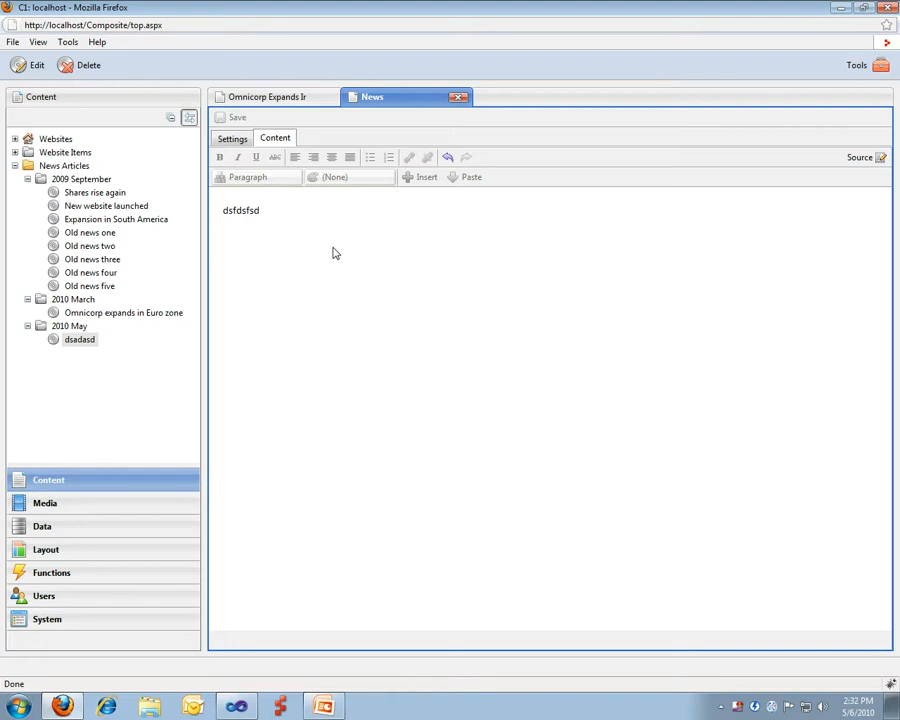 C1: localhost - Mozilla Firefox
http://localhost/Composite/top.aspx
File View Tools Help
Edit Delete Tools
Content Omnicorp Expands Ir News
Save
Settings Content
Websites
Website Items
News Articles
2009 September
Shares rise again
New website launched
Expansion in South America
Old news one
Old news two
Old news three
Old news four
Old news five
2010 March
Omnicorp expands in Euro zone
2010 May
dsadasd
B I U ABC Source
Paragraph (None) Insert Paste
dsfdsfsd
Content
Media
Data
Layout
Functions
Users
System
Done
2:32 PM
5/6/2010